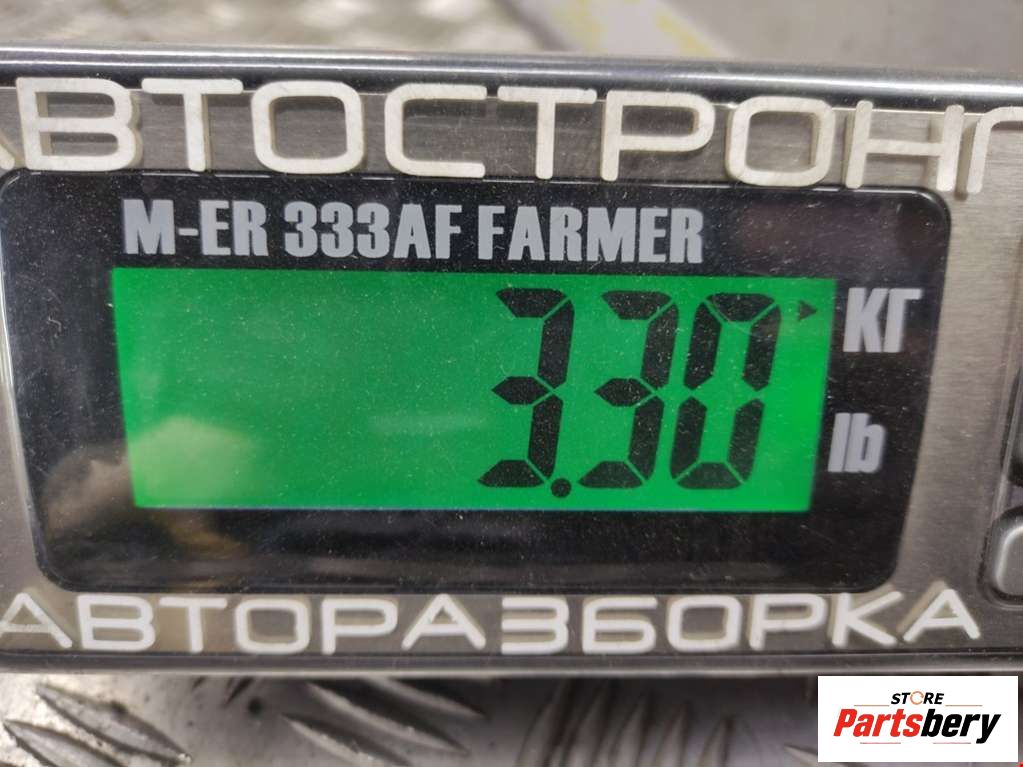 АВТОСТРОНГ
M-ER 333AF FARMER
3.30
КГ
lb
АВТОРАЗБОРКА
STORE
Partsbery